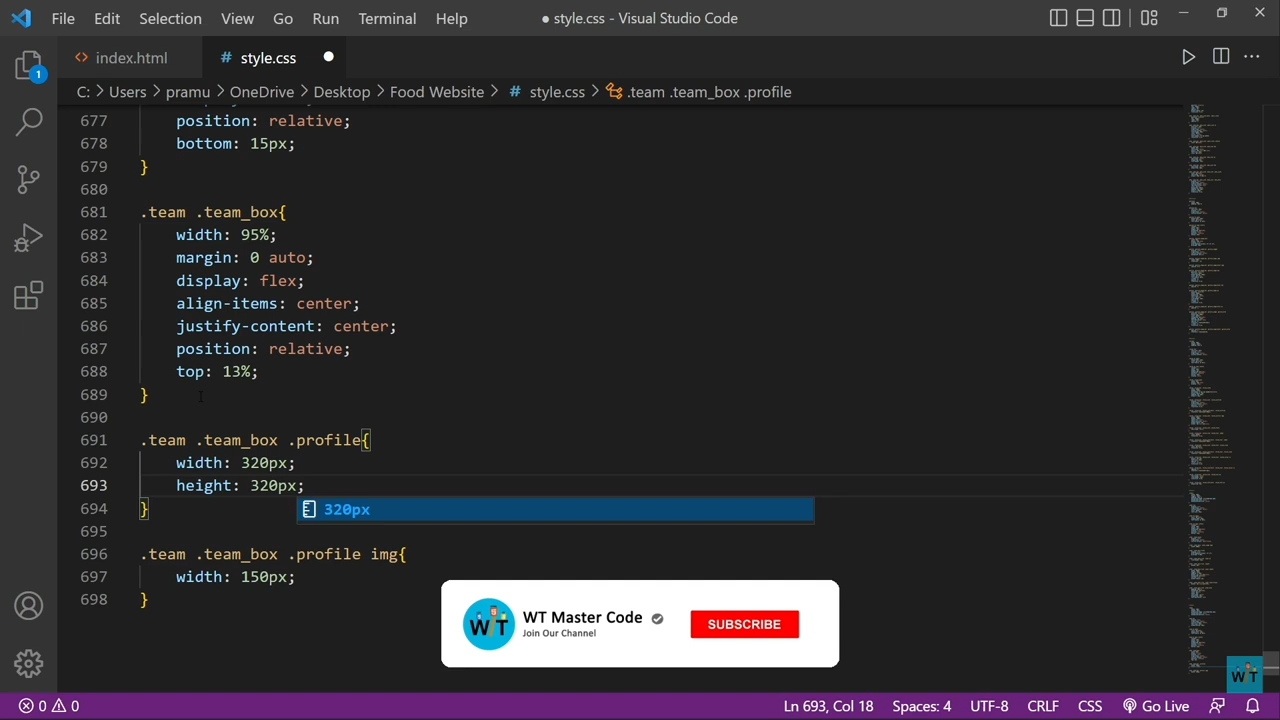 File Edit Selection View Go Run Terminal Help ● style.css - Visual Studio Code
<> index.html # style.css ●
1
C: > Users > pramu > OneDrive > Desktop > Food Website > # style.css > .team .team_box .profile
677 position: relative;
678 bottom: 15px;
679 }
680
681 .team .team_box{
682 width: 95%;
683 margin: 0 auto;
684 display: flex;
685 align-items: center;
686 justify-content: center;
687 position: relative;
688 top: 13%;
689 }
690
691 .team .team_box .profile{
692 width: 320px;
693 height: 320px;
694 }
320px
695
696 .team .team_box .profile img{
697 width: 150px;
698 }
WT
WT Master Code
Join Our Channel
SUBSCRIBE
WT
0 0 Ln 693, Col 18 Spaces: 4 UTF-8 CRLF CSS Go Live